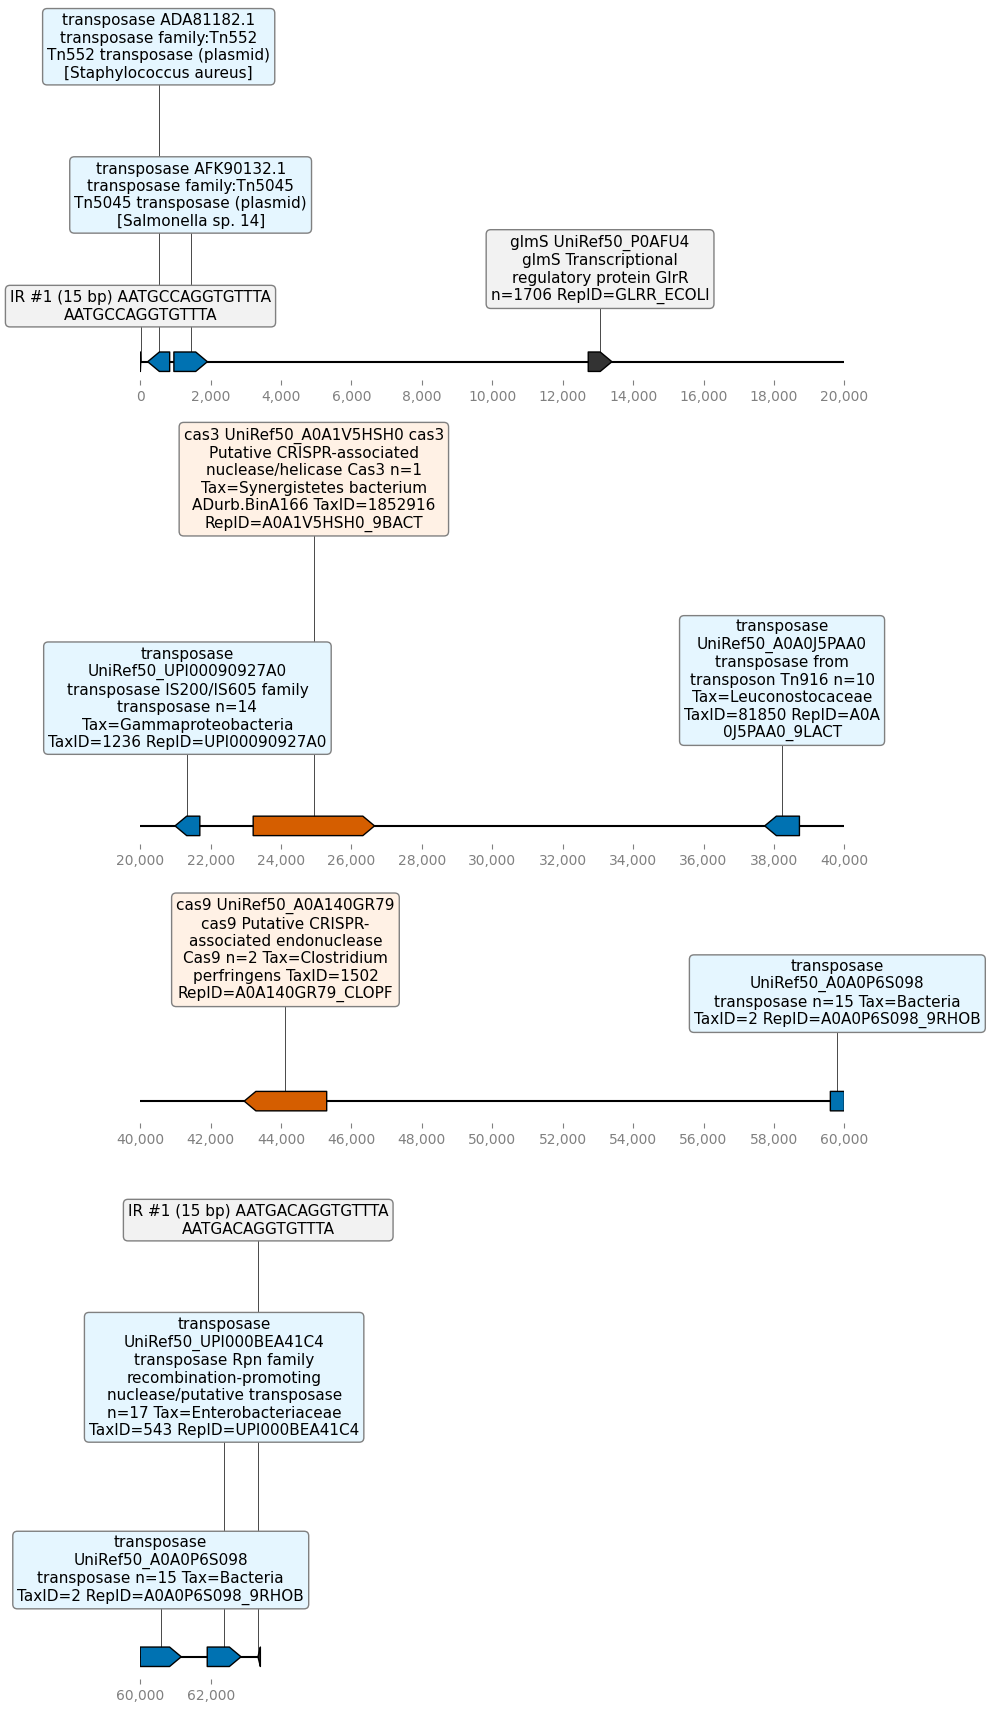 transposase ADA81182.1
transposase family:Tn552
Tn552 transposase (plasmid)
[Staphylococcus aureus]
transposase AFK90132.1
transposase family:Tn5045
Tn5045 transposase (plasmid)
[Salmonella sp. 14]
IR #1 (15 bp) AATGCCAGGTGTTTA
AATGCCAGGTGTTTA
glmS UniRef50_P0AFU4
glmS Transcriptional
regulatory protein GlrR
n=1706 RepID=GLRR_ECOLI
0 2,000 4,000 6,000 8,000 10,000 12,000 14,000 16,000 18,000 20,000
cas3 UniRef50_A0A1V5HSH0 cas3
Putative CRISPR-associated
nuclease/helicase Cas3 n=1
Tax=Synergistetes bacterium
ADurb.BinA166 TaxID=1852916
RepID=A0A1V5HSH0_9BACT
transposase
UniRef50_UPI00090927A0
transposase IS200/IS605 family
transposase n=14
Tax=Gammaproteobacteria
TaxID=1236 RepID=UPI00090927A0
transposase
UniRef50_A0A0J5PAA0
transposase from
transposon Tn916 n=10
Tax=Leuconostocaceae
TaxID=81850 RepID=A0A
0J5PAA0_9LACT
20,000 22,000 24,000 26,000 28,000 30,000 32,000 34,000 36,000 38,000 40,000
cas9 UniRef50_A0A140GR79
cas9 Putative CRISPR-
associated endonuclease
Cas9 n=2 Tax=Clostridium
perfringens TaxID=1502
RepID=A0A140GR79_CLOPF
transposase
UniRef50_A0A0P6S098
transposase n=15 Tax=Bacteria
TaxID=2 RepID=A0A0P6S098_9RHOB
40,000 42,000 44,000 46,000 48,000 50,000 52,000 54,000 56,000 58,000 60,000
IR #1 (15 bp) AATGACAGGTGTTTA
AATGACAGGTGTTTA
transposase
UniRef50_UPI000BEA41C4
transposase Rpn family
recombination-promoting
nuclease/putative transposase
n=17 Tax=Enterobacteriaceae
TaxID=543 RepID=UPI000BEA41C4
transposase
UniRef50_A0A0P6S098
transposase n=15 Tax=Bacteria
TaxID=2 RepID=A0A0P6S098_9RHOB
60,000 62,000